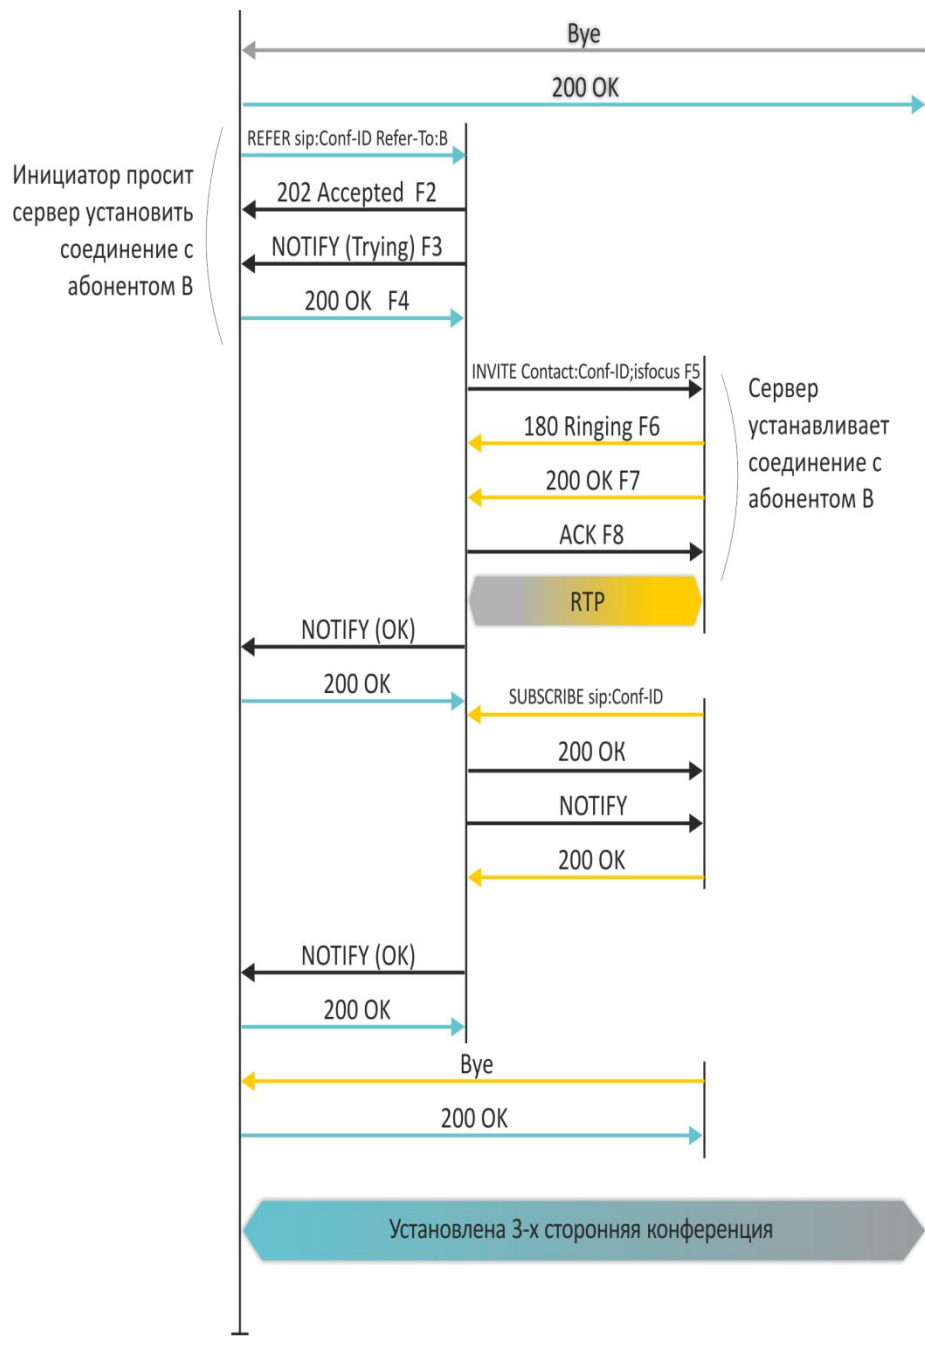 Bye
200 OK
REFER sip:Conf-ID Refer-To:B
Инициатор просит
сервер установить
соединение с
абонентом B
202 Accepted F2
NOTIFY (Trying) F3
200 OK F4
INVITE Contact:Conf-ID;isfocus F5
180 Ringing F6
200 OK F7
ACK F8
Сервер
устанавливает
соединение с
абонентом B
RTP
NOTIFY (OK)
200 OK
SUBSCRIBE sip:Conf-ID
200 OK
NOTIFY
200 OK
NOTIFY (OK)
200 OK
Bye
200 OK
Установлена 3-х сторонняя конференция